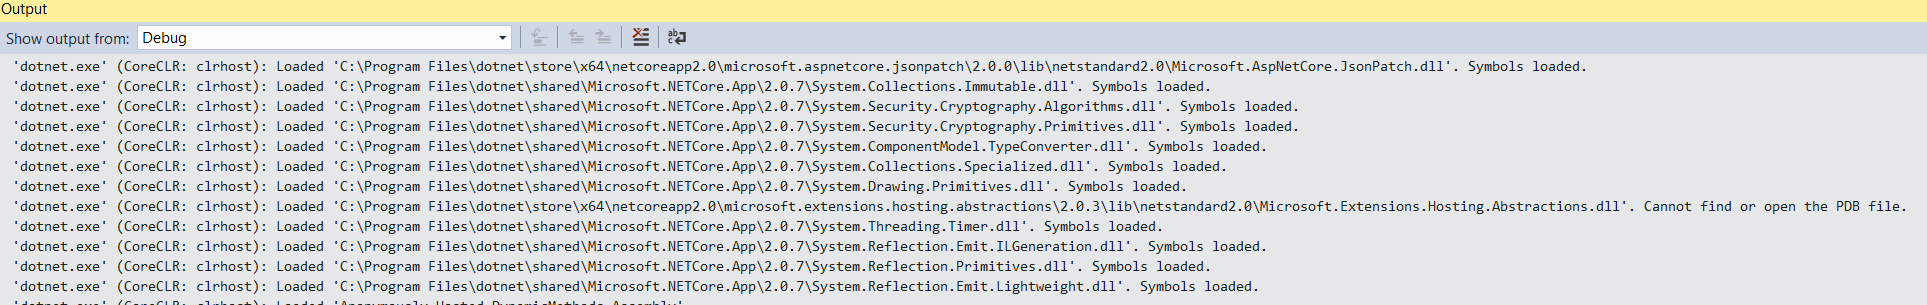 Output
Show output from: Debug
'dotnet.exe' (CoreCLR: clrhost): Loaded 'C:\Program Files\dotnet\store\x64\netcoreapp2.0\microsoft.aspnetcore.jsonpatch\2.0.0\lib\netstandard2.0\Microsoft.AspNetCore.JsonPatch.dll'. Symbols loaded.
'dotnet.exe' (CoreCLR: clrhost): Loaded 'C:\Program Files\dotnet\shared\Microsoft.NETCore.App\2.0.7\System.Collections.Immutable.dll'. Symbols loaded.
'dotnet.exe' (CoreCLR: clrhost): Loaded 'C:\Program Files\dotnet\shared\Microsoft.NETCore.App\2.0.7\System.Security.Cryptography.Algorithms.dll'. Symbols loaded.
'dotnet.exe' (CoreCLR: clrhost): Loaded 'C:\Program Files\dotnet\shared\Microsoft.NETCore.App\2.0.7\System.Security.Cryptography.Primitives.dll'. Symbols loaded.
'dotnet.exe' (CoreCLR: clrhost): Loaded 'C:\Program Files\dotnet\shared\Microsoft.NETCore.App\2.0.7\System.ComponentModel.TypeConverter.dll'. Symbols loaded.
'dotnet.exe' (CoreCLR: clrhost): Loaded 'C:\Program Files\dotnet\shared\Microsoft.NETCore.App\2.0.7\System.Collections.Specialized.dll'. Symbols loaded.
'dotnet.exe' (CoreCLR: clrhost): Loaded 'C:\Program Files\dotnet\shared\Microsoft.NETCore.App\2.0.7\System.Drawing.Primitives.dll'. Symbols loaded.
'dotnet.exe' (CoreCLR: clrhost): Loaded 'C:\Program Files\dotnet\store\x64\netcoreapp2.0\microsoft.extensions.hosting.abstractions\2.0.3\lib\netstandard2.0\Microsoft.Extensions.Hosting.Abstractions.dll'. Cannot find or open the PDB file.
'dotnet.exe' (CoreCLR: clrhost): Loaded 'C:\Program Files\dotnet\shared\Microsoft.NETCore.App\2.0.7\System.Threading.Timer.dll'. Symbols loaded.
'dotnet.exe' (CoreCLR: clrhost): Loaded 'C:\Program Files\dotnet\shared\Microsoft.NETCore.App\2.0.7\System.Reflection.Emit.ILGeneration.dll'. Symbols loaded.
'dotnet.exe' (CoreCLR: clrhost): Loaded 'C:\Program Files\dotnet\shared\Microsoft.NETCore.App\2.0.7\System.Reflection.Primitives.dll'. Symbols loaded.
'dotnet.exe' (CoreCLR: clrhost): Loaded 'C:\Program Files\dotnet\shared\Microsoft.NETCore.App\2.0.7\System.Reflection.Emit.Lightweight.dll'. Symbols loaded.
'dotnet.exe' (CoreCLR: clrhost): Loaded 'Anonymously Hosted DynamicMethods Assembly'.